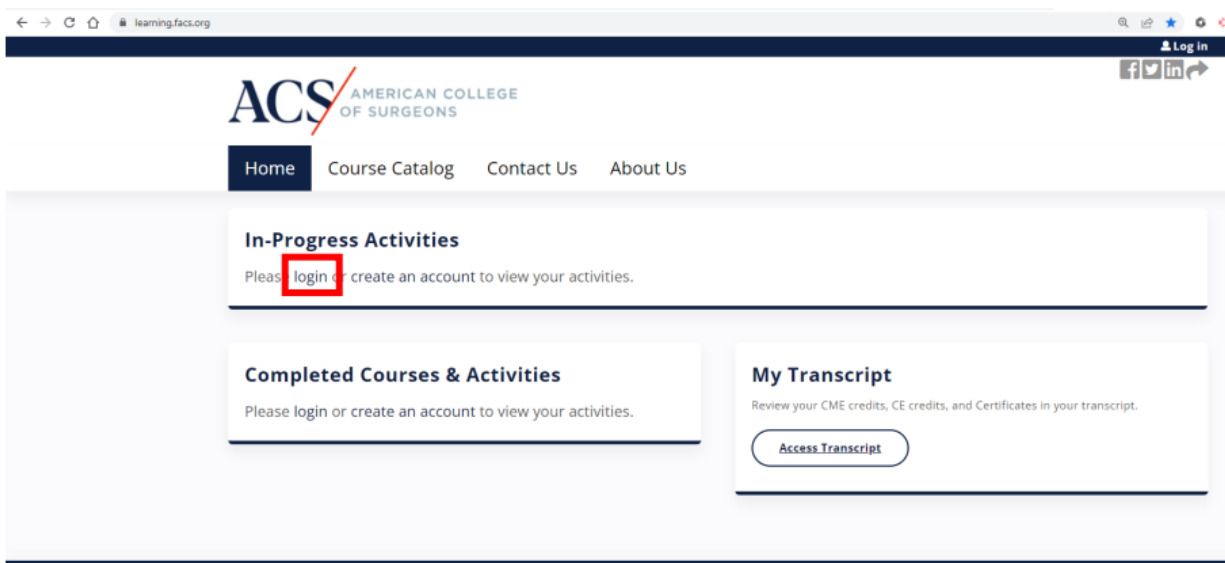 learning.facs.org
Log in
ACS AMERICAN COLLEGE
OF SURGEONS
Home Course Catalog Contact Us About Us
In-Progress Activities
Please login or create an account to view your activities.
Completed Courses & Activities
Please login or create an account to view your activities.
My Transcript
Review your CME credits, CE credits, and Certificates in your transcript.
Access Transcript